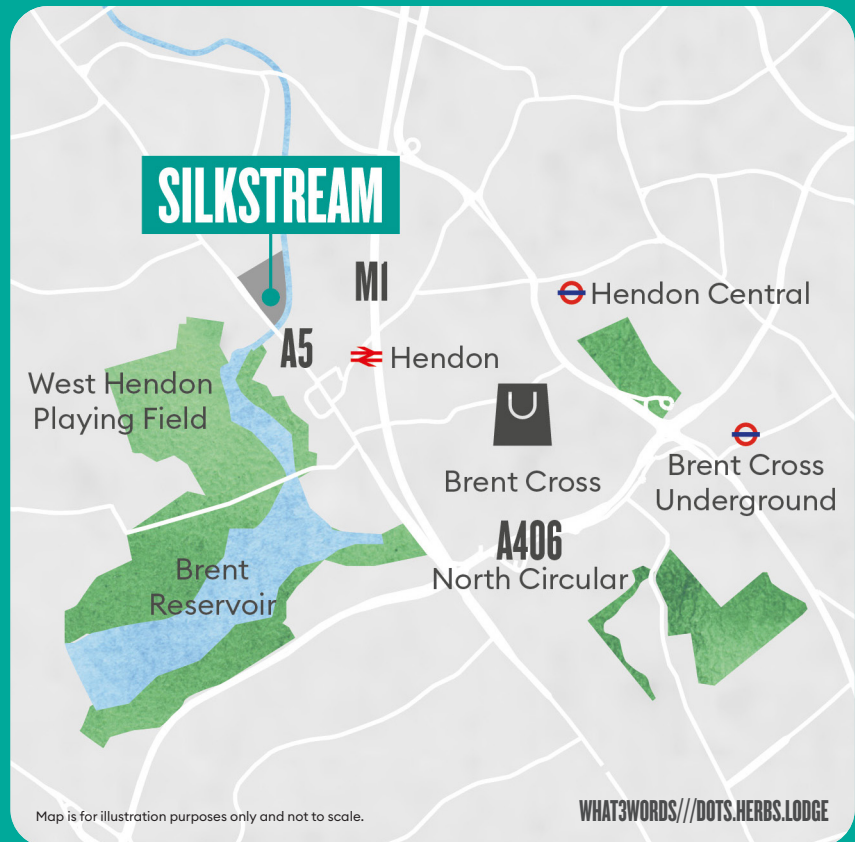 SILKSTREAM
M1
Hendon Central
A5
Hendon
West Hendon
Playing Field
Brent Cross
Brent Cross
Underground
A406
North Circular
Brent
Reservoir
Map is for illustration purposes only and not to scale.
WHAT3WORDS///DOTS.HERBS.LODGE